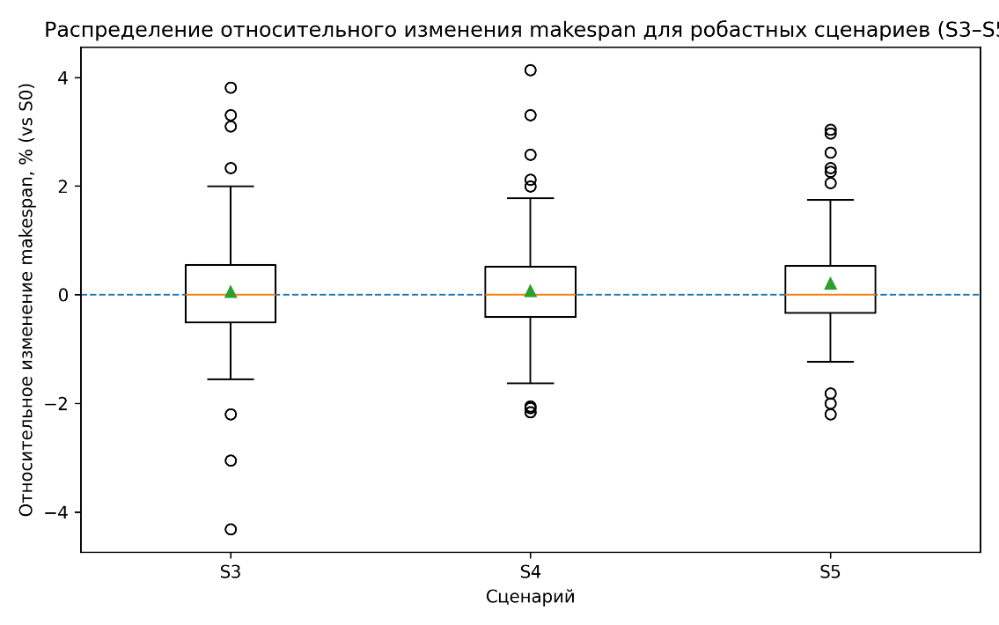 Распределение относительного изменения makespan для робастных сценариев (S3–S5
Относительное изменение makespan, % (vs S0)
4
2
0
−2
−4
S3
S4
S5
Сценарий